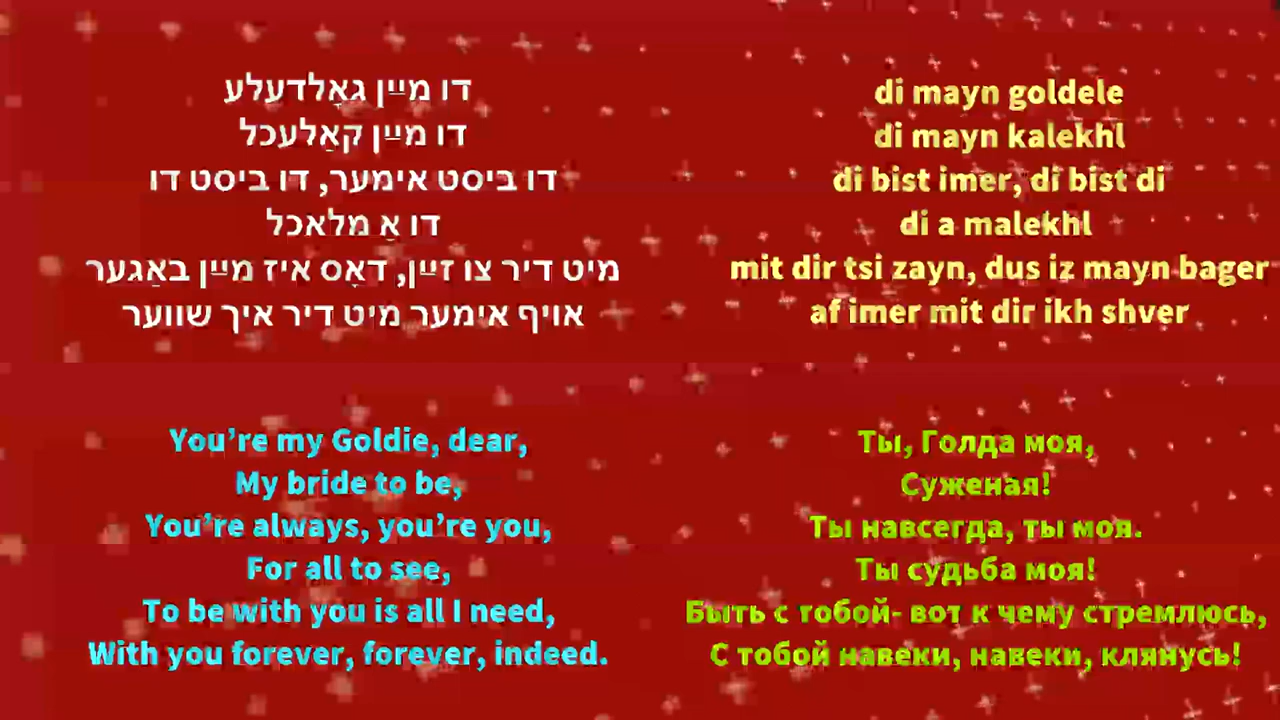 דו מײַן גאָלדעלע
דו מײַן קאַלעכל
דו ביסט אימער, דו ביסט דו
דו אַ מלאכל
מיט דיר צו זײַן, דאָס איז מײַן באַגער
אויף אימער מיט דיר איך שווער
di mayn goldele
di mayn kalekhl
di bist imer, di bist di
di a malekhl
mit dir tsi zayn, dus iz mayn bager
af imer mit dir ikh shver
You're my Goldie, dear,
My bride to be,
You're always, you're you,
For all to see,
To be with you is all I need,
With you forever, forever, indeed.
Ты, Голда моя,
Суженая!
Ты навсегда, ты моя.
Ты судьба моя!
Быть с тобой- вот к чему стремлюсь,
С тобой навеки, навеки, клянусь!